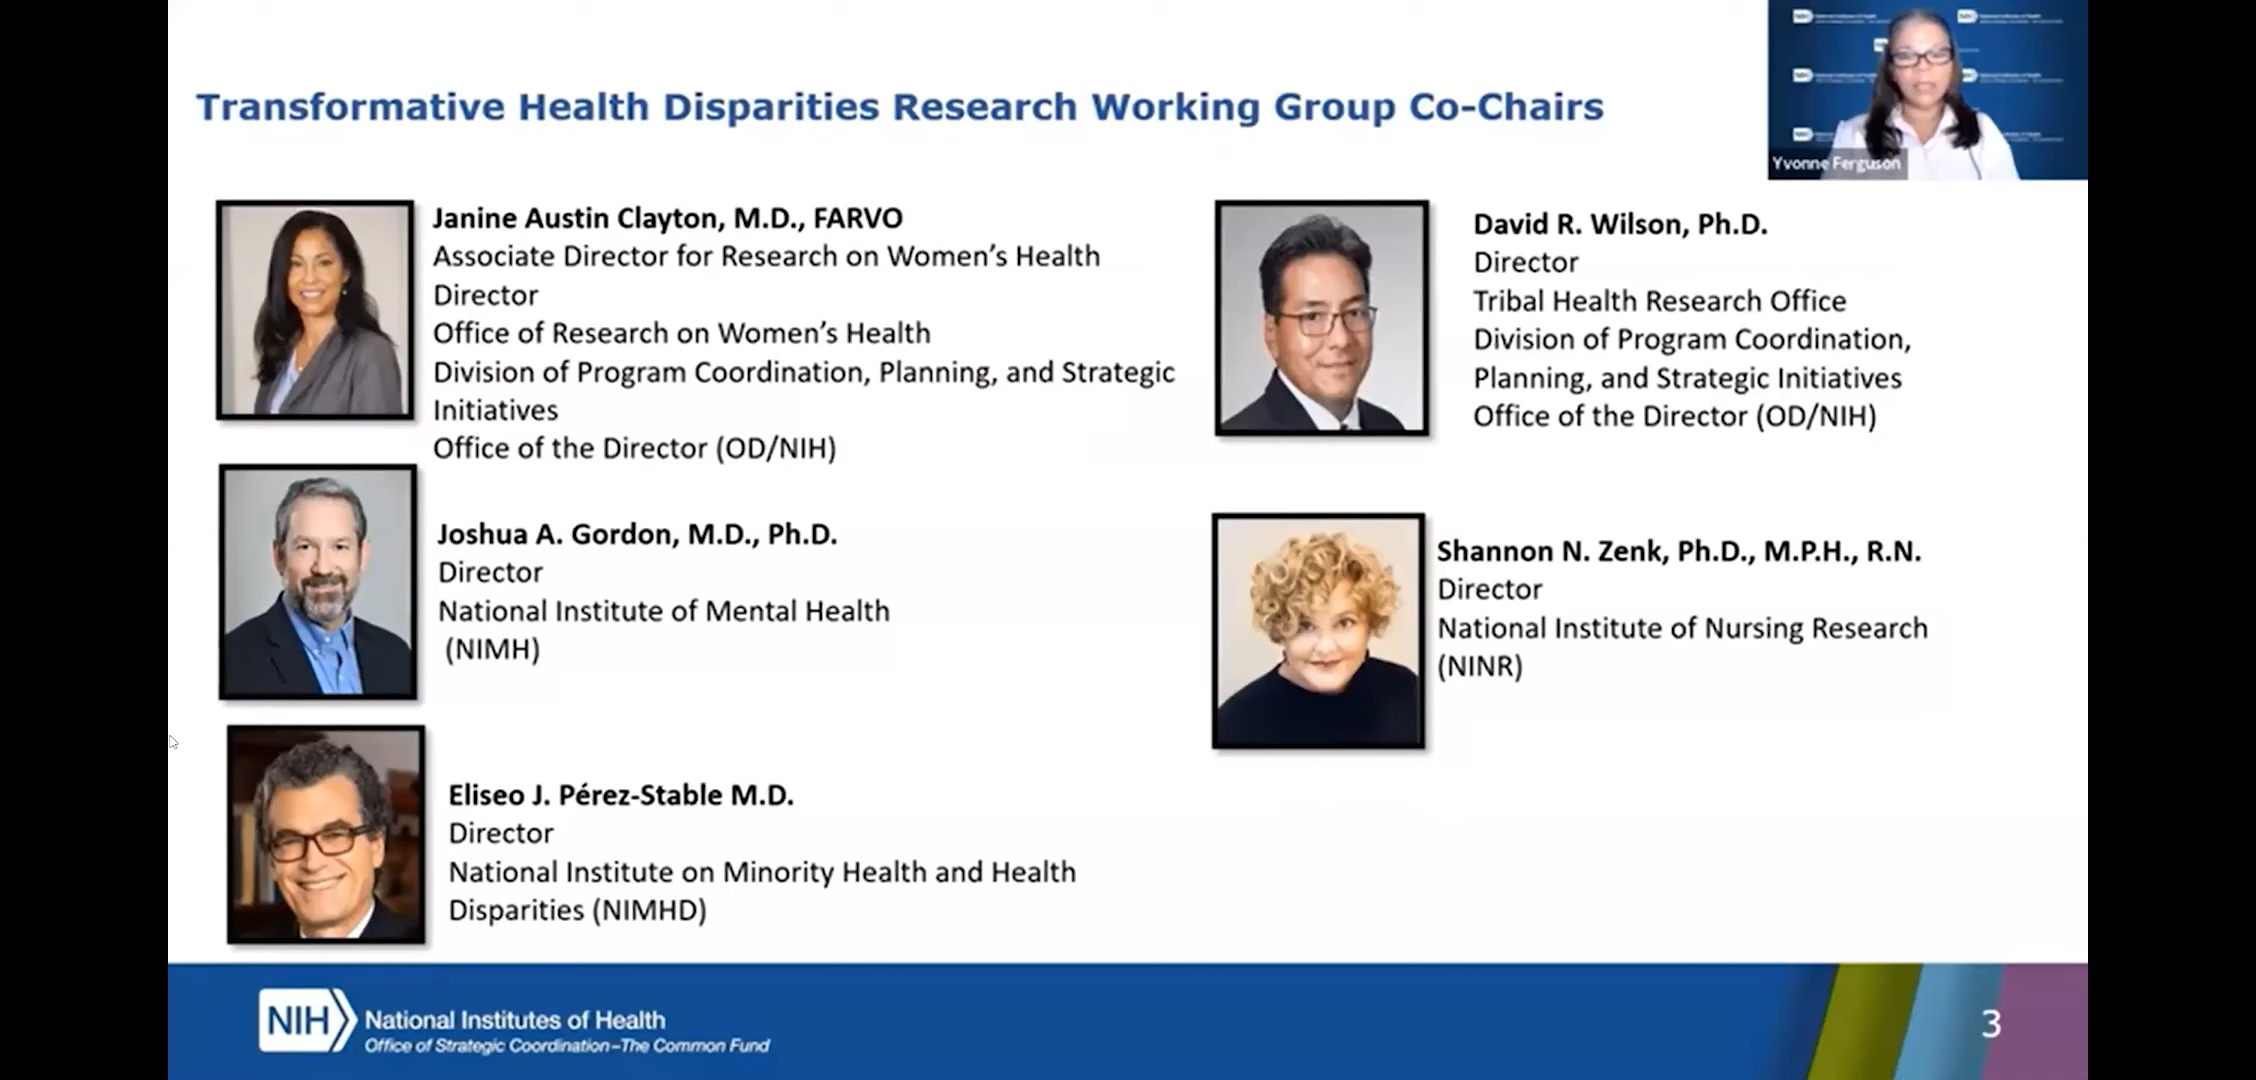 Transformative Health Disparities Research Working Group Co-Chairs
Yvonne Ferguson
Janine Austin Clayton, M.D., FARVO
Associate Director for Research on Women’s Health
Director
Office of Research on Women’s Health
Division of Program Coordination, Planning, and Strategic
Initiatives
Office of the Director (OD/NIH)
Joshua A. Gordon, M.D., Ph.D.
Director
National Institute of Mental Health
(NIMH)
Eliseo J. Pérez-Stable M.D.
Director
National Institute on Minority Health and Health
Disparities (NIMHD)
David R. Wilson, Ph.D.
Director
Tribal Health Research Office
Division of Program Coordination,
Planning, and Strategic Initiatives
Office of the Director (OD/NIH)
Shannon N. Zenk, Ph.D., M.P.H., R.N.
Director
National Institute of Nursing Research
(NINR)
NIH
National Institutes of Health
Office of Strategic Coordination–The Common Fund
3